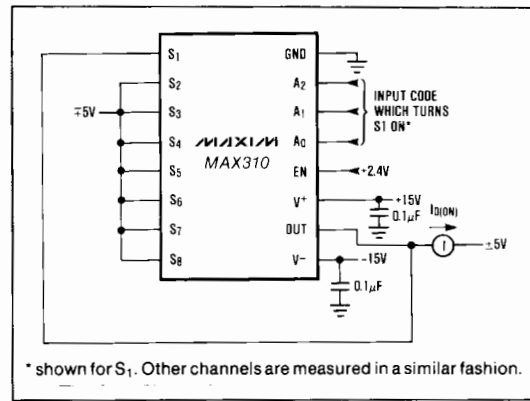 S1
S2
S3
S4
S5
S6
S7
S8
∓5V
MAXIM
MAX310
GND
A2
A1
A0
EN
V+
OUT
V−
INPUT CODE
WHICH TURNS
S1 ON*
+2.4V
+15V
0.1μF
ID(ON)
I
±5V
−15V
0.1μF
* shown for S1. Other channels are measured in a similar fashion.